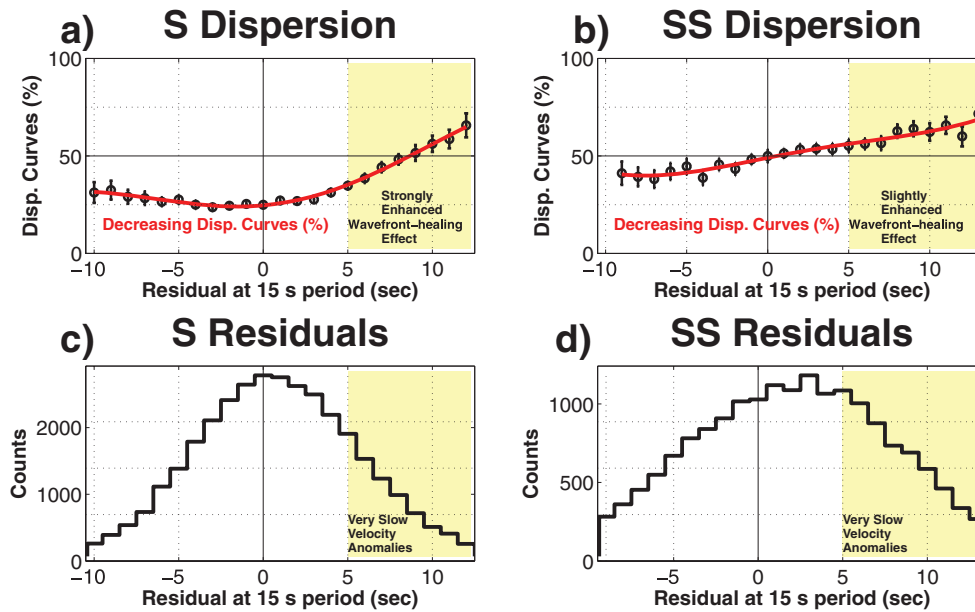 a) S Dispersion
100
50
0
Disp. Curves (%)
Strongly
Enhanced
Wavefront-healing
Effect
Decreasing Disp. Curves (%)
−10 −5 0 5 10
Residual at 15 s period (sec)
b) SS Dispersion
100
50
0
Disp. Curves (%)
Slightly
Enhanced
Wavefront-healing
Effect
Decreasing Disp. Curves (%)
−10 −5 0 5 10
Residual at 15 s period (sec)
c) S Residuals
2000
1000
0
Counts
Very Slow
Velocity
Anomalies
−10 −5 0 5 10
Residual at 15 s period (sec)
d) SS Residuals
1000
500
0
Counts
Very Slow
Velocity
Anomalies
−5 0 5 10
Residual at 15 s period (sec)